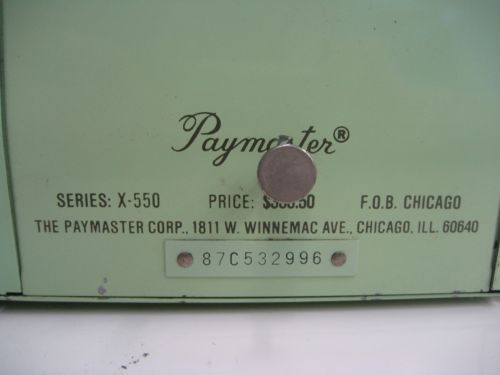 Paymaster®
SERIES: X-550 PRICE: F.O.B. CHICAGO
THE PAYMASTER CORP., 1811 W. WINNEMAC AVE., CHICAGO, ILL. 60640
87C532996